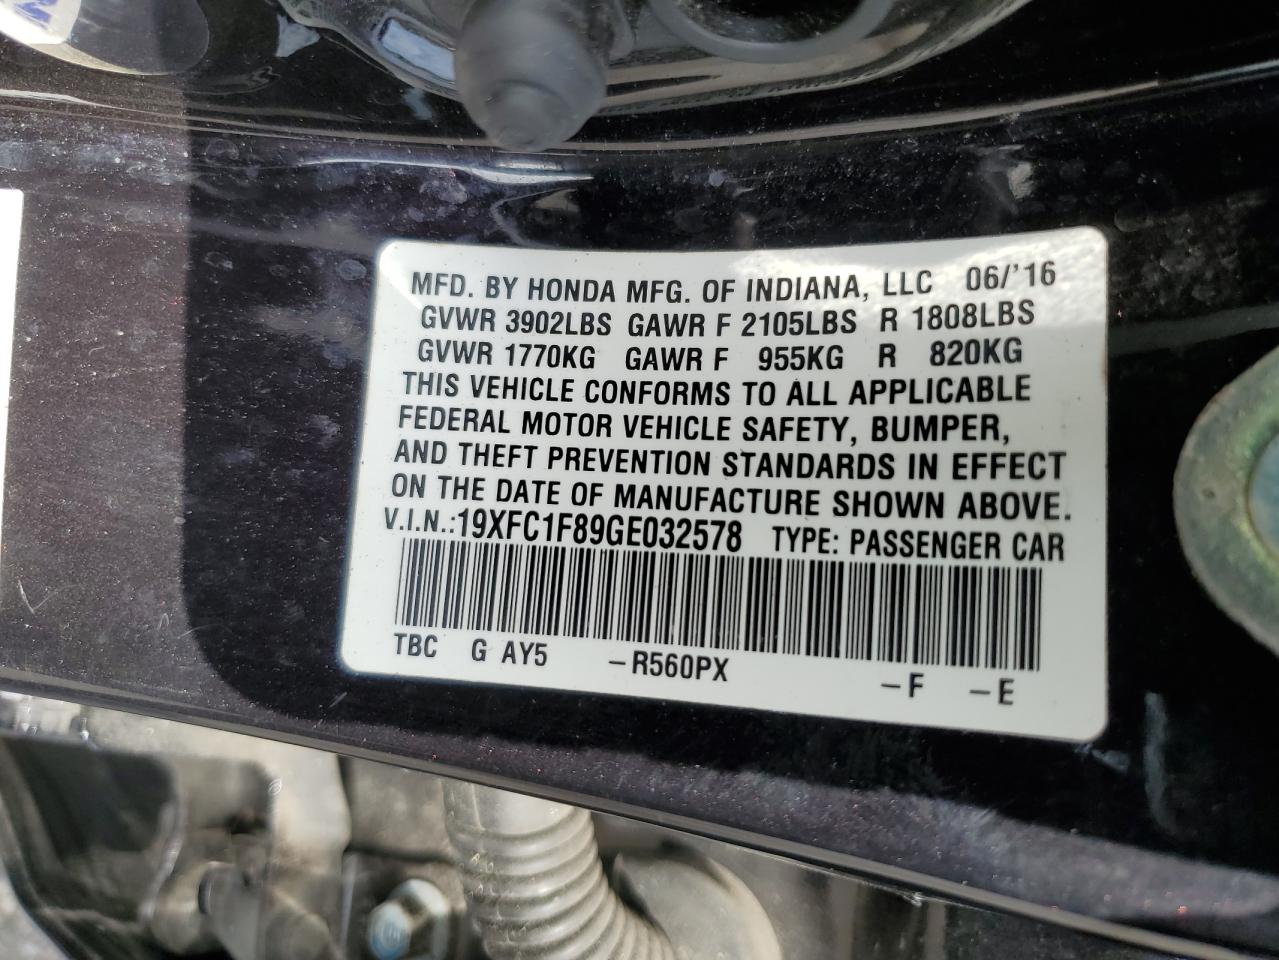 MFD. BY HONDA MFG. OF INDIANA, LLC 06/'16
GVWR 3902LBS GAWR F 2105LBS R 1808LBS
GVWR 1770KG GAWR F 955KG R 820KG
THIS VEHICLE CONFORMS TO ALL APPLICABLE
FEDERAL MOTOR VEHICLE SAFETY, BUMPER,
AND THEFT PREVENTION STANDARDS IN EFFECT
ON THE DATE OF MANUFACTURE SHOWN ABOVE.
V.I.N.:19XFC1F89GE032578 TYPE: PASSENGER CAR
TBC G AY5 –R560PX –F –E